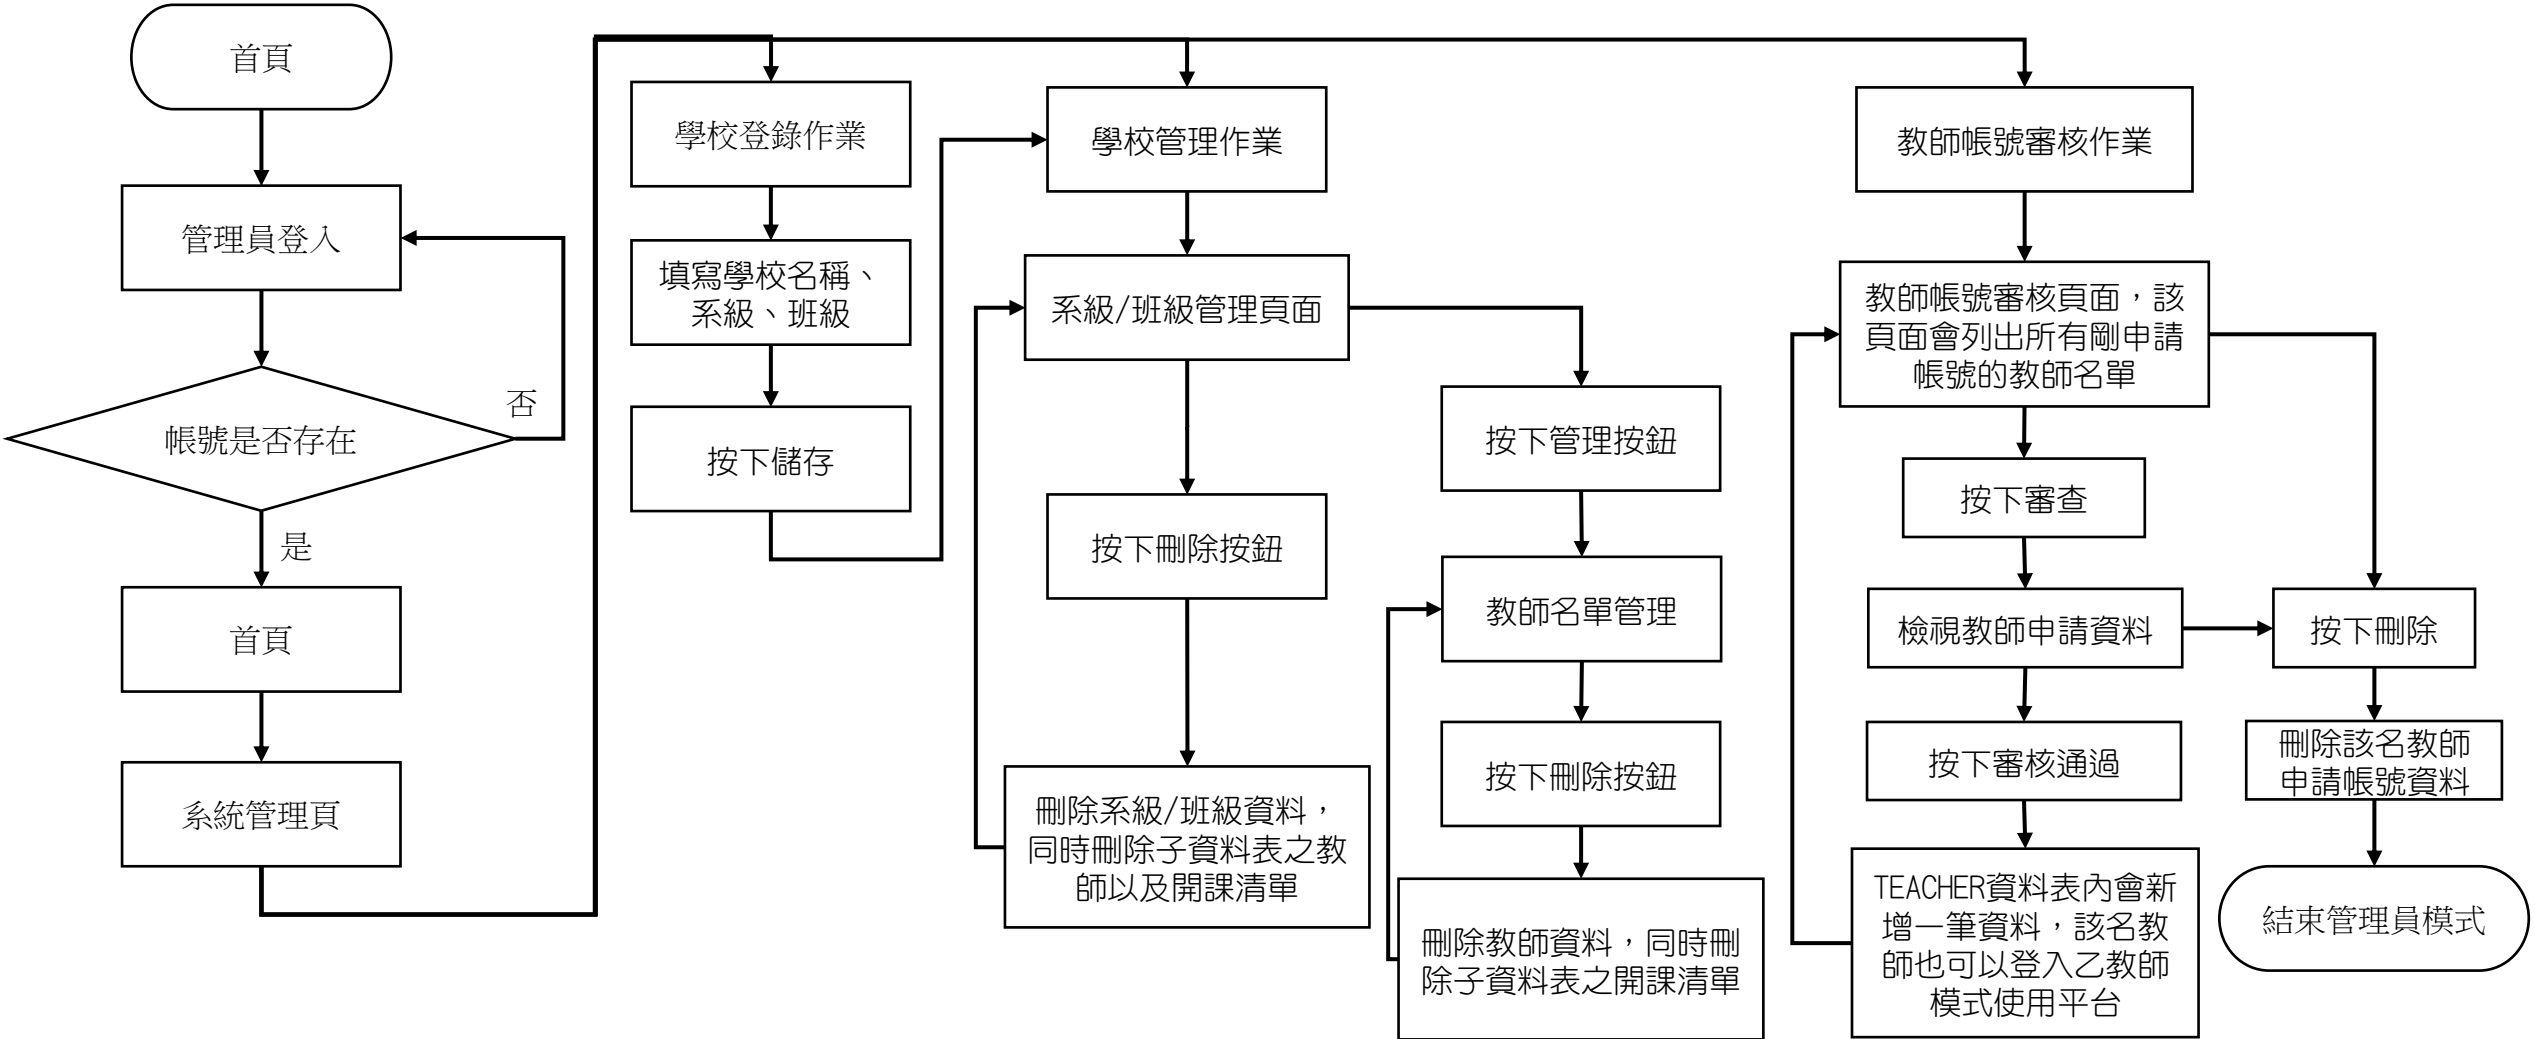 首頁
管理員登入
帳號是否存在
否
是
首頁
系統管理頁
學校登錄作業
填寫學校名稱、
系級、班級
按下儲存
學校管理作業
系級/班級管理頁面
按下刪除按鈕
刪除系級/班級資料，
同時刪除子資料表之教
師以及開課清單
按下管理按鈕
教師名單管理
按下刪除按鈕
刪除教師資料，同時刪
除子資料表之開課清單
教師帳號審核作業
教師帳號審核頁面，該
頁面會列出所有剛申請
帳號的教師名單
按下審查
檢視教師申請資料
按下審核通過
TEACHER資料表內會新
增一筆資料，該名教
師也可以登入乙教師
模式使用平台
按下刪除
刪除該名教師
申請帳號資料
結束管理員模式